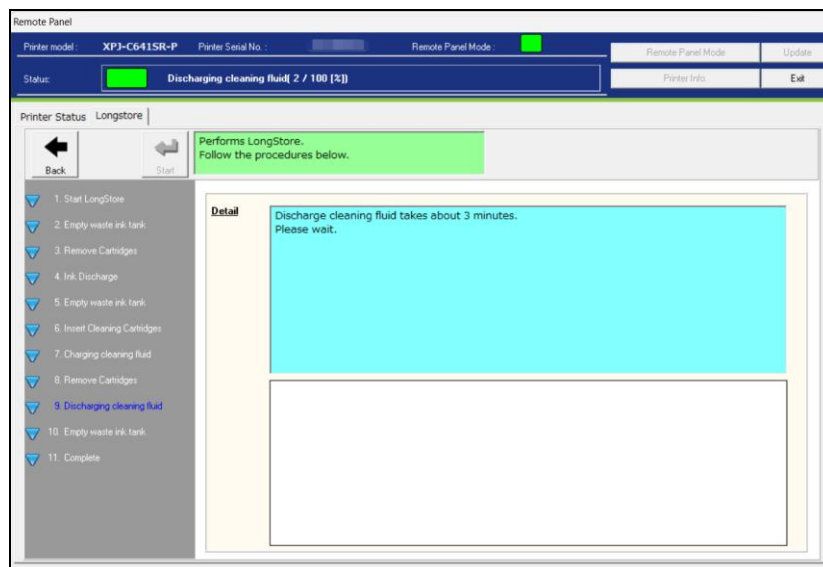 Remote Panel
Printer model : XPJ-C641SR-P Printer Serial No. : Remote Panel Mode :
Remote Panel Mode Update
Status: Discharging cleaning fluid[ 2 / 100 [%]]
Printer Info. Exit
Printer Status Longstore
Back Start
Performs LongStore.
Follow the procedures below.
1. Start LongStore
2. Empty waste ink tank
3. Remove Cartridges
4. Ink Discharge
5. Empty waste ink tank
6. Insert Cleaning Cartridges
7. Charging cleaning fluid
8. Remove Cartridges
9. Discharging cleaning fluid
10. Empty waste ink tank
11. Complete
Detail
Discharge cleaning fluid takes about 3 minutes.
Please wait.